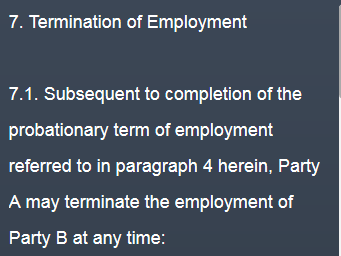 7. Termination of Employment
7.1. Subsequent to completion of the
probationary term of employment
referred to in paragraph 4 herein, Party
A may terminate the employment of
Party B at any time: